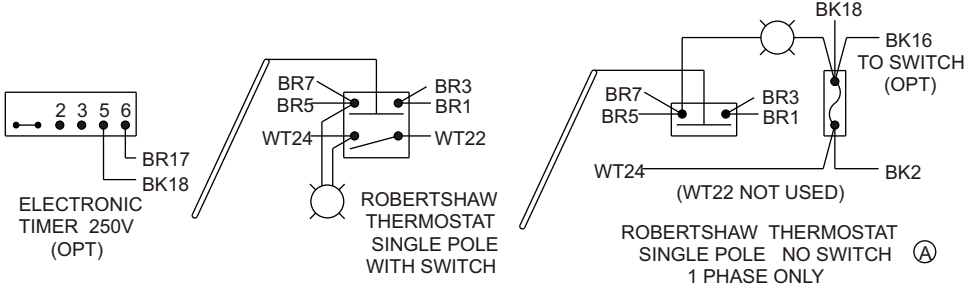 2 3 5 6
BR17
BK18
ELECTRONIC
TIMER 250V
(OPT)
BR7
BR5
BR3
BR1
WT24
WT22
ROBERTSHAW
THERMOSTAT
SINGLE POLE
WITH SWITCH
BK18
BK16
TO SWITCH
(OPT)
BR7
BR5
BR3
BR1
WT24
BK2
(WT22 NOT USED)
ROBERTSHAW THERMOSTAT
SINGLE POLE NO SWITCH A
1 PHASE ONLY